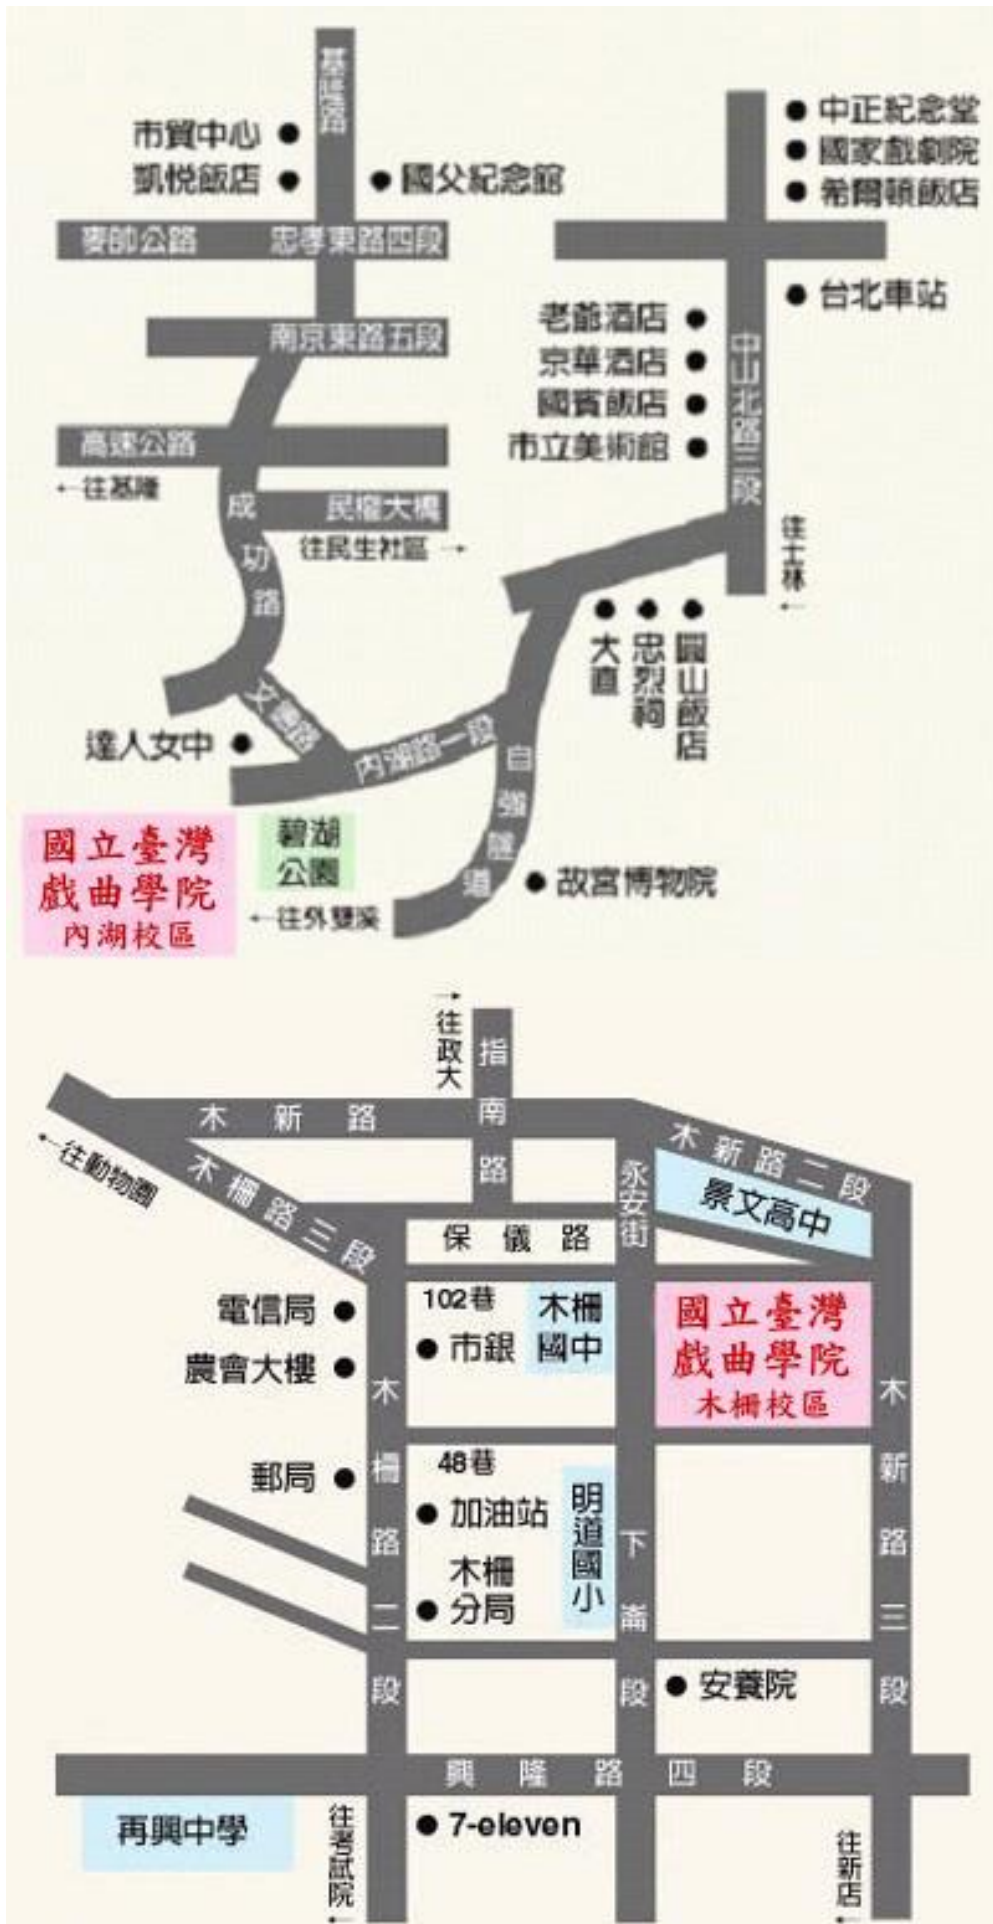 基隆路
市貿中心
凱悅飯店
國父紀念館
中正紀念堂
國家戲劇院
希爾頓飯店
麥帥公路
忠孝東路四段
台北車站
南京東路五段
老爺酒店
京華酒店
國賓飯店
市立美術館
中山北路三段
高速公路
←往基隆
民權大橋
往民生社區→
成功路
往士林←
大直
忠烈祠
圓山飯店
文德路
達人女中
內湖路一段
自強隧道
國立臺灣
戲曲學院
內湖校區
碧湖
公園
故宮博物院
←往外雙溪
→往政大
指南路
木新路
木新路二段
←往動物園
木柵路三段
永安街
景文高中
保儀路
電信局
農會大樓
102巷
市銀
木柵
國中
國立臺灣
戲曲學院
木柵校區
木柵路二段
木新路三段
郵局
48巷
加油站
明道國小
木柵
分局
下崙段
安養院
興隆路四段
再興中學
往考試院←
7-eleven
往新店←